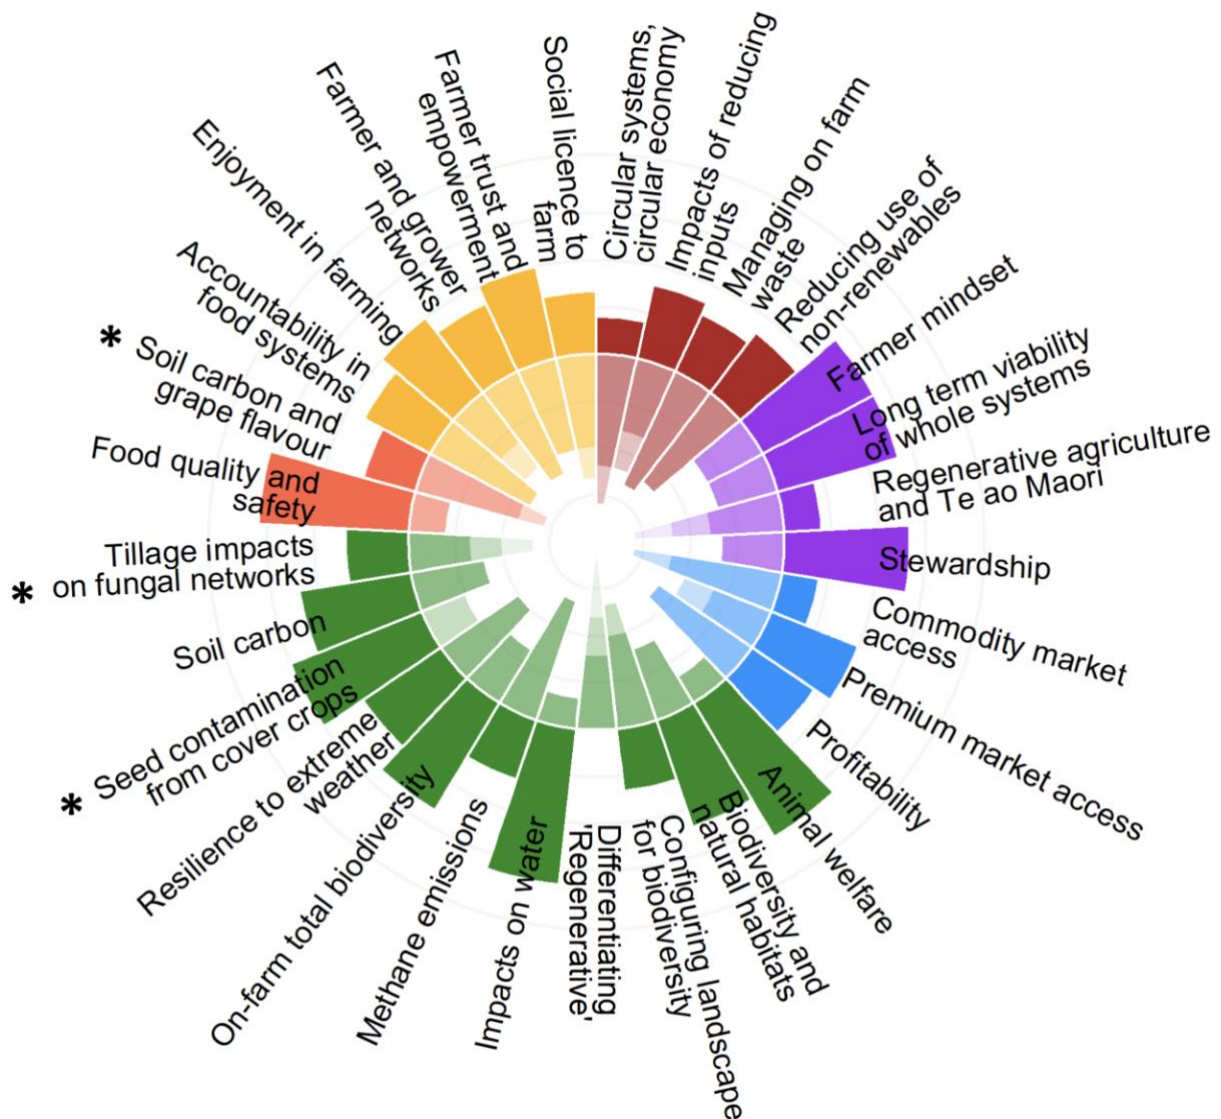 Social licence to
farm
Circular systems,
circular economy
Impacts of reducing
inputs
Managing on farm
waste
Reducing use of
non-renewables
Farmer mindset
Long term viability
of whole systems
Regenerative agriculture
and Te ao Maori
Stewardship
Commodity market
access
Premium market access
Profitability
Animal welfare
Biodiversity and
natural habitats
Configuring landscape
for biodiversity
Differentiating
'Regenerative'
Impacts on water
Methane emissions
On-farm total biodiversity
Resilience to extreme
weather
* Seed contamination
from cover crops
Soil carbon
Tillage impacts
* on fungal networks
Food quality and
safety
* Soil carbon and
grape flavour
Accountability in
food systems
Enjoyment in farming
Farmer and grower
networks
Farmer trust and
empowerment